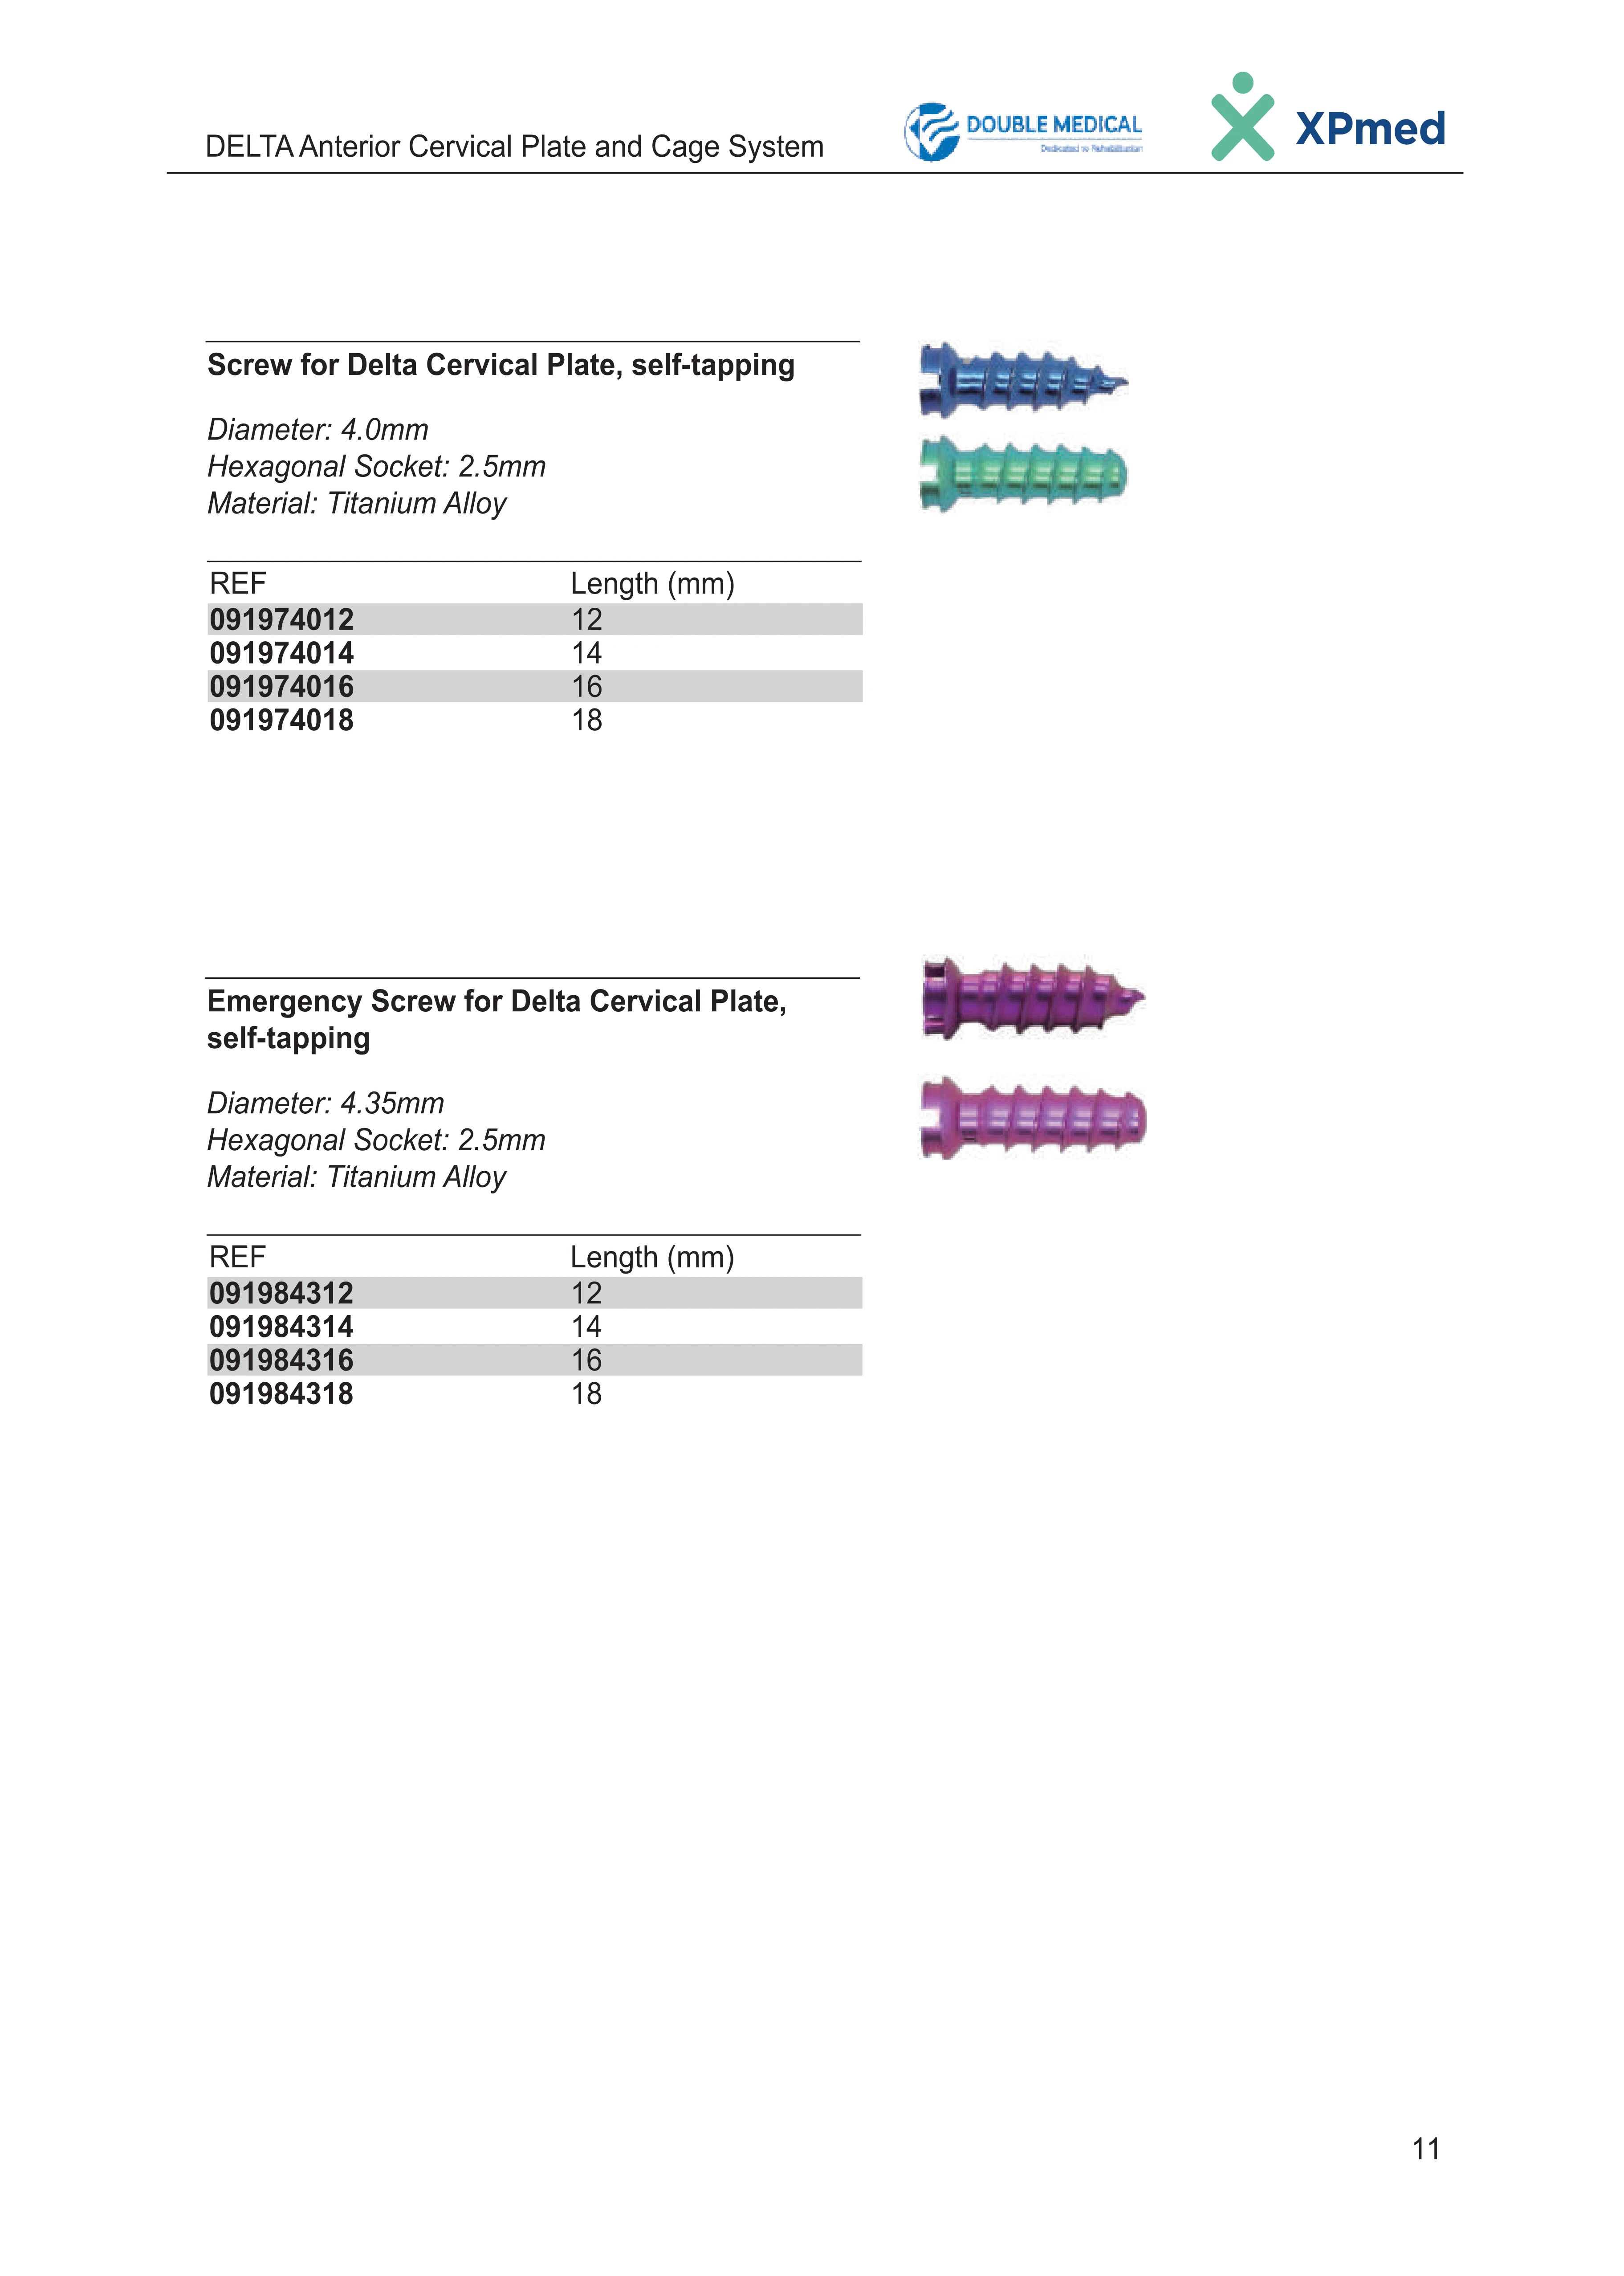 DELTA Anterior Cervical Plate and Cage System
DOUBLE MEDICAL
Dedicated to Rehabilitation
XPmed
Screw for Delta Cervical Plate, self-tapping
Diameter: 4.0mm
Hexagonal Socket: 2.5mm
Material: Titanium Alloy
REF Length (mm)
091974012 12
091974014 14
091974016 16
091974018 18
Emergency Screw for Delta Cervical Plate,
self-tapping
Diameter: 4.35mm
Hexagonal Socket: 2.5mm
Material: Titanium Alloy
REF Length (mm)
091984312 12
091984314 14
091984316 16
091984318 18
11